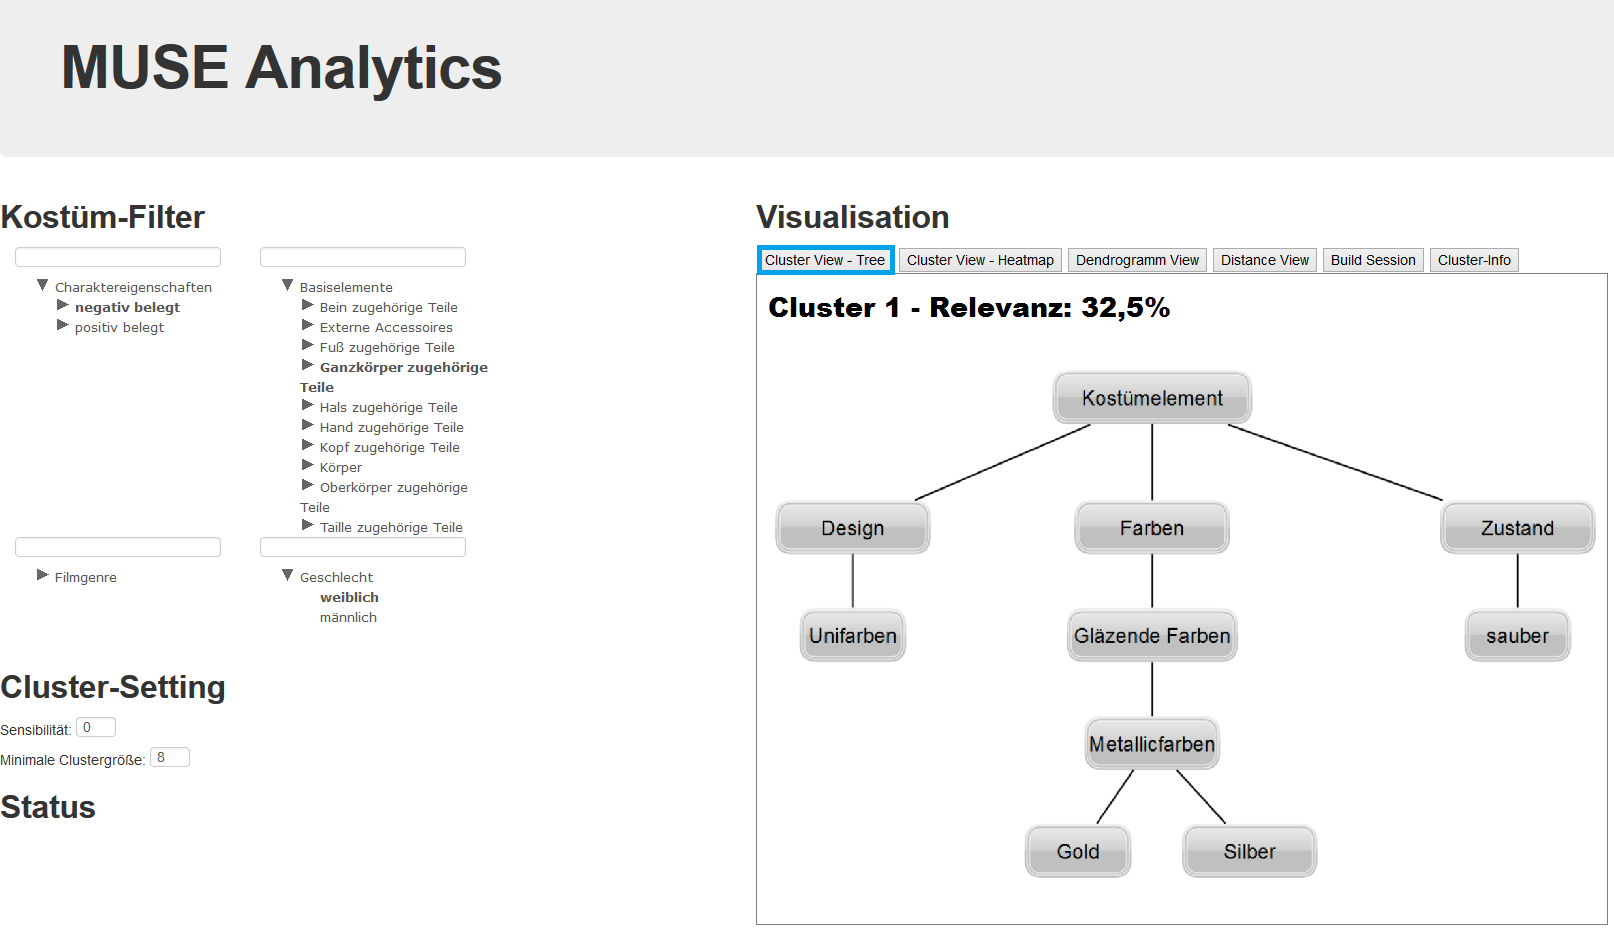 MUSE Analytics
Kostüm-Filter
Charaktereigenschaften
negativ belegt
positiv belegt
Basiselemente
Bein zugehörige Teile
Externe Accessoires
Fuß zugehörige Teile
Ganzkörper zugehörige
Teile
Hals zugehörige Teile
Hand zugehörige Teile
Kopf zugehörige Teile
Körper
Oberkörper zugehörige
Teile
Taille zugehörige Teile
Filmgenre
Geschlecht
weiblich
männlich
Cluster-Setting
Sensibilität: 0
Minimale Clustergröße: 8
Status
Visualisation
Cluster View - Tree
Cluster View - Heatmap
Dendrogramm View
Distance View
Build Session
Cluster-Info
Cluster 1 - Relevanz: 32,5%
Kostümelement
Design
Farben
Zustand
Unifarben
Gläzende Farben
sauber
Metallicfarben
Gold
Silber